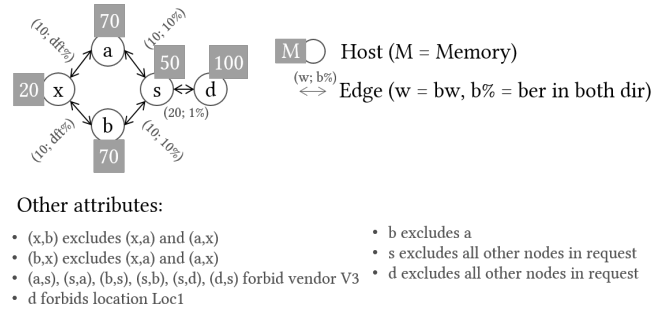 70
(10; dft%)
(10; 10%)
a
M
Host (M = Memory)
50
100
20
x
s
d
(w; b%)
Edge (w = bw, b% = ber in both dir)
(20; 1%)
b
(10; dft%)
(10; 10%)
70
Other attributes:
• (x,b) excludes (x,a) and (a,x)
• (b,x) excludes (x,a) and (a,x)
• (a,s), (s,a), (b,s), (s,b), (s,d), (d,s) forbid vendor V3
• d forbids location Loc1
• b excludes a
• s excludes all other nodes in request
• d excludes all other nodes in request